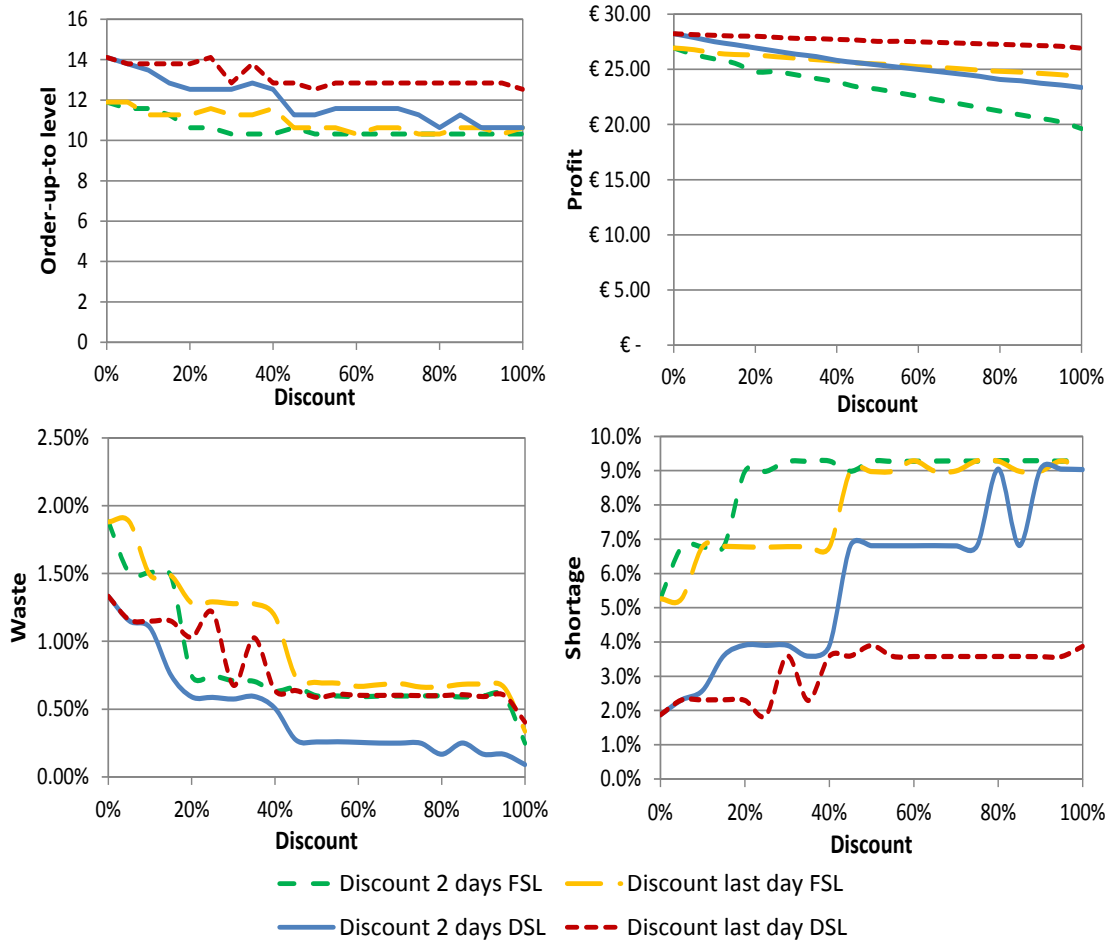 16
14
12
10
8
6
4
2
0
Order-up-to level
0% 20% 40% 60% 80% 100%
Discount
€ 30.00
€ 25.00
€ 20.00
€ 15.00
€ 10.00
€ 5.00
€ -
Profit
0% 20% 40% 60% 80% 100%
Discount
2.50%
2.00%
1.50%
1.00%
0.50%
0.00%
Waste
0% 20% 40% 60% 80% 100%
Discount
10.0%
9.0%
8.0%
7.0%
6.0%
5.0%
4.0%
3.0%
2.0%
1.0%
0.0%
Shortage
0% 20% 40% 60% 80% 100%
Discount
Discount 2 days FSL Discount last day FSL
Discount 2 days DSL Discount last day DSL